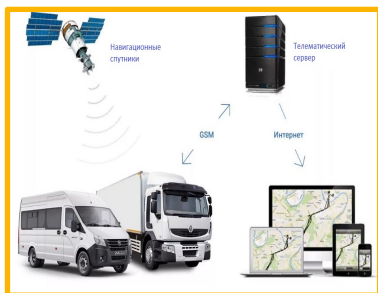 Навигационные
спутники
Телематический
сервер
GSM
Интернет